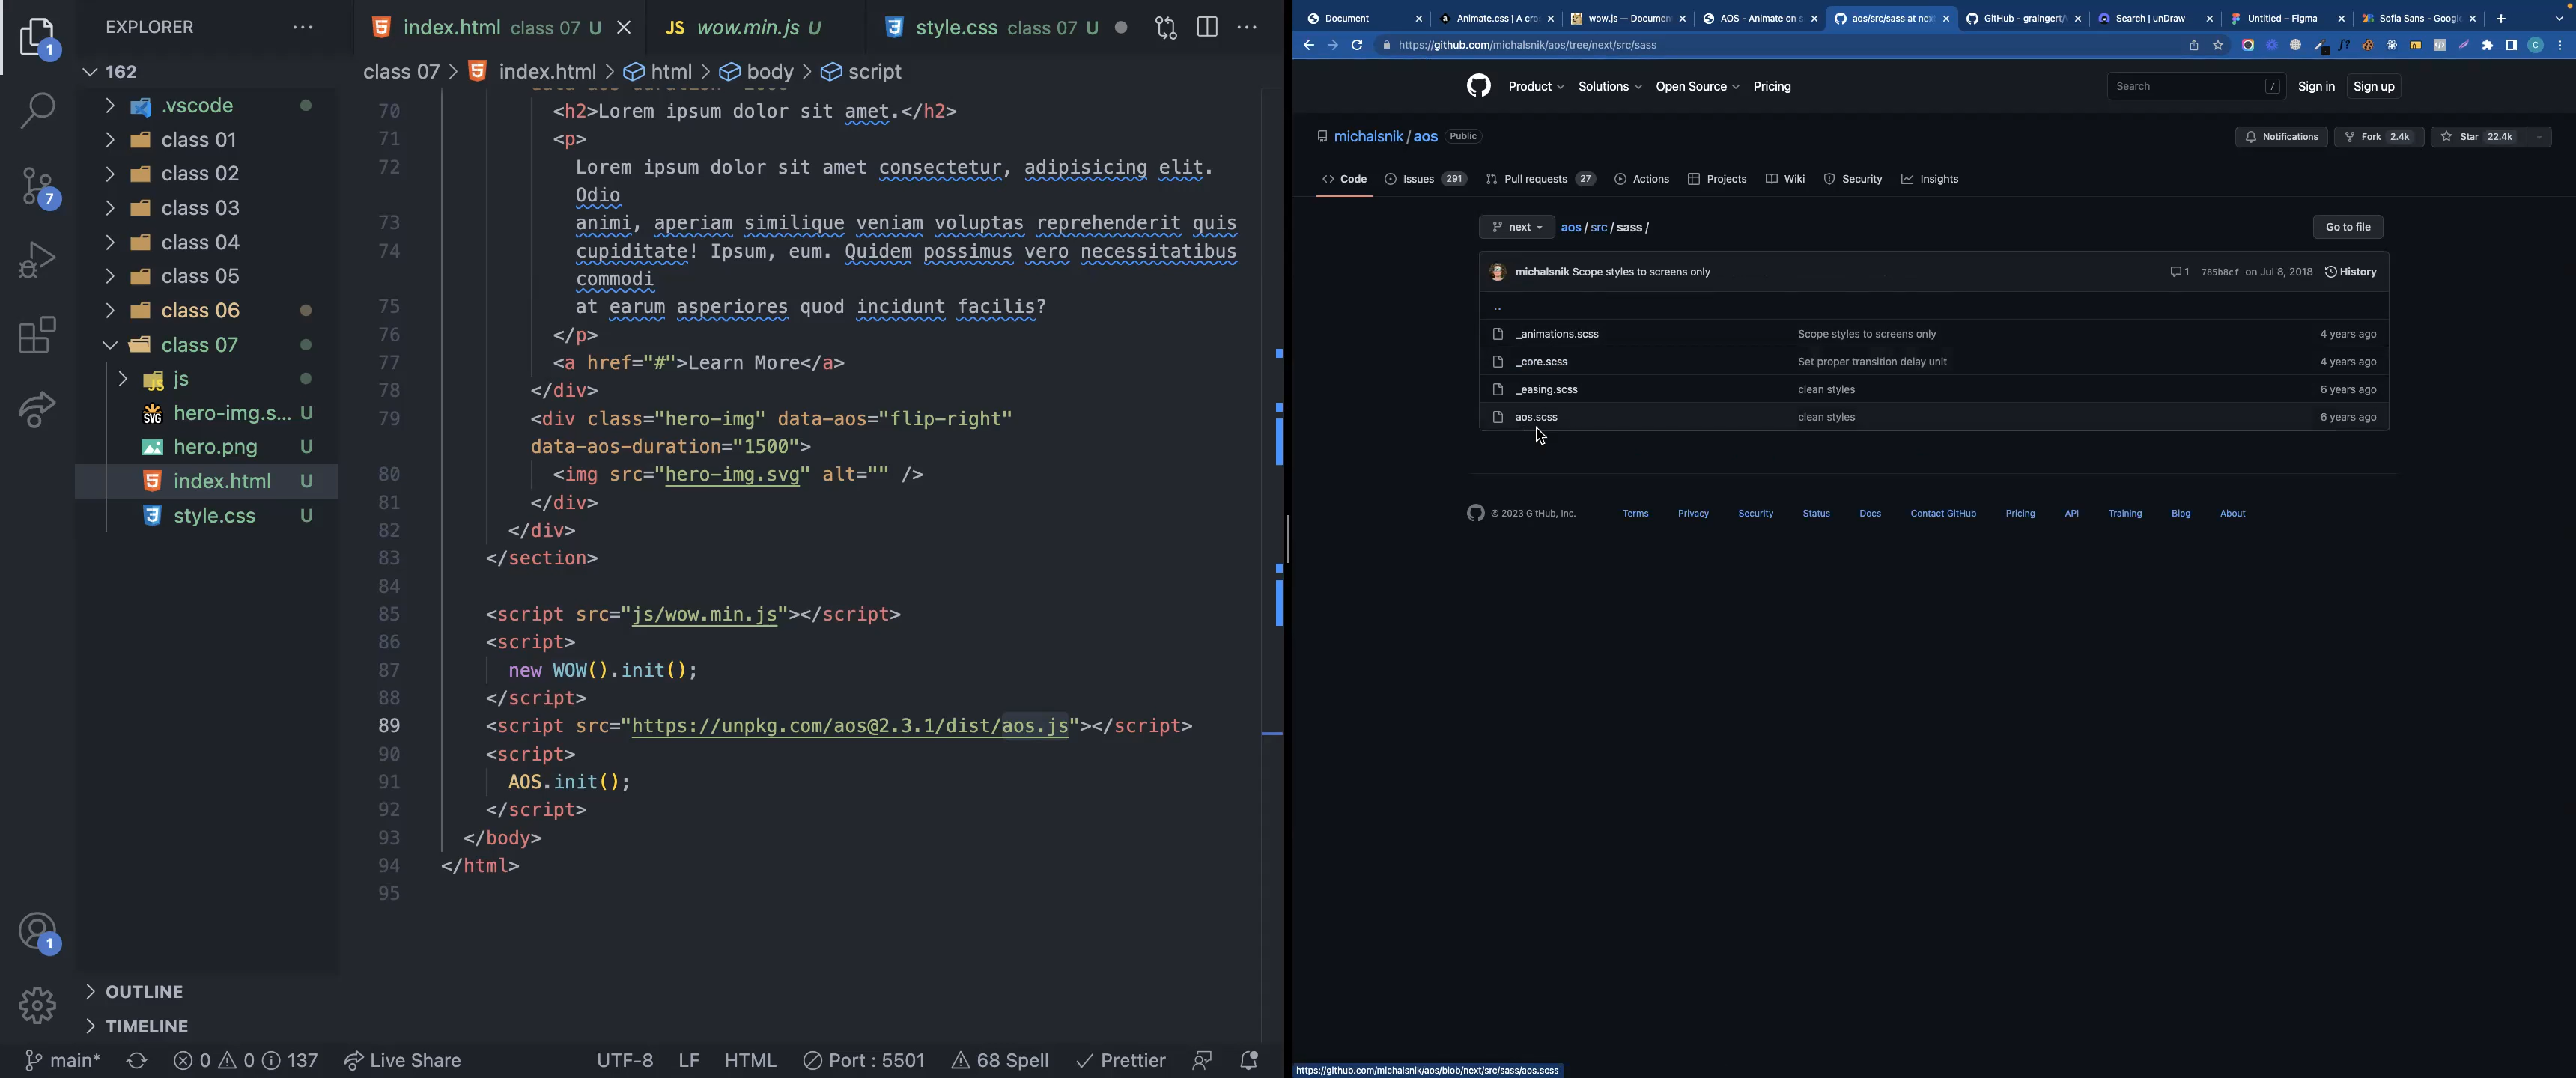 EXPLORER
162
.vscode
class 01
class 02
class 03
class 04
class 05
class 06
class 07
js
hero-img.s... U
hero.png U
index.html U
style.css U
OUTLINE
TIMELINE
1
7
1
index.html class 07 U
JS wow.min.js U
style.css class 07 U
class 07 > index.html > html > body > script
70 <h2>Lorem ipsum dolor sit amet.</h2>
71 <p>
72 Lorem ipsum dolor sit amet consectetur, adipisicing elit.
Odio
73 animi, aperiam similique veniam voluptas reprehenderit quis
74 cupiditate! Ipsum, eum. Quidem possimus vero necessitatibus
commodi
75 at earum asperiores quod incidunt facilis?
76 </p>
77 <a href="#">Learn More</a>
78 </div>
79 <div class="hero-img" data-aos="flip-right"
data-aos-duration="1500">
80 <img src="hero-img.svg" alt="" />
81 </div>
82 </div>
83 </section>
84
85 <script src="js/wow.min.js"></script>
86 <script>
87 new WOW().init();
88 </script>
89 <script src="https://unpkg.com/aos@2.3.1/dist/aos.js"></script>
90 <script>
91 AOS.init();
92 </script>
93 </body>
94 </html>
95
main* 0 0 137 Live Share UTF-8 LF HTML Port : 5501 68 Spell Prettier
Document
Animate.css | A cro
wow.js — Documen
AOS - Animate on s
aos/src/sass at nex
GitHub - graingert/
Search | unDraw
Untitled – Figma
Sofia Sans - Google
https://github.com/michalsnik/aos/tree/next/src/sass
Product Solutions Open Source Pricing Search / Sign in Sign up
michalsnik / aos Public Notifications Fork 2.4k Star 22.4k
Code Issues 291 Pull requests 27 Actions Projects Wiki Security Insights
next aos / src / sass / Go to file
michalsnik Scope styles to screens only 1 785b8cf on Jul 8, 2018 History
..
_animations.scss Scope styles to screens only 4 years ago
_core.scss Set proper transition delay unit 4 years ago
_easing.scss clean styles 6 years ago
aos.scss clean styles 6 years ago
© 2023 GitHub, Inc. Terms Privacy Security Status Docs Contact GitHub Pricing API Training Blog About
https://github.com/michalsnik/aos/blob/next/src/sass/aos.scss